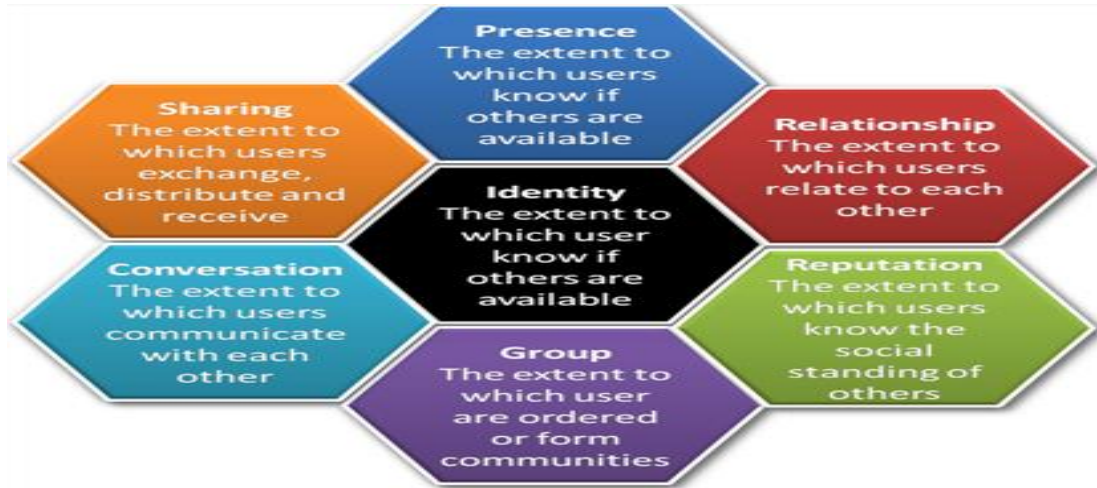 Presence
The extent to
which users
know if
others are
available
Sharing
The extent to
which users
exchange,
distribute and
receive
Relationship
The extent to
which users
relate to each
other
Identity
The extent to
which user
know if
others are
available
Conversation
The extent to
which users
communicate
with each
other
Reputation
The extent to
which users
know the
social
standing of
others
Group
The extent to
which user
are ordered
or form
communities